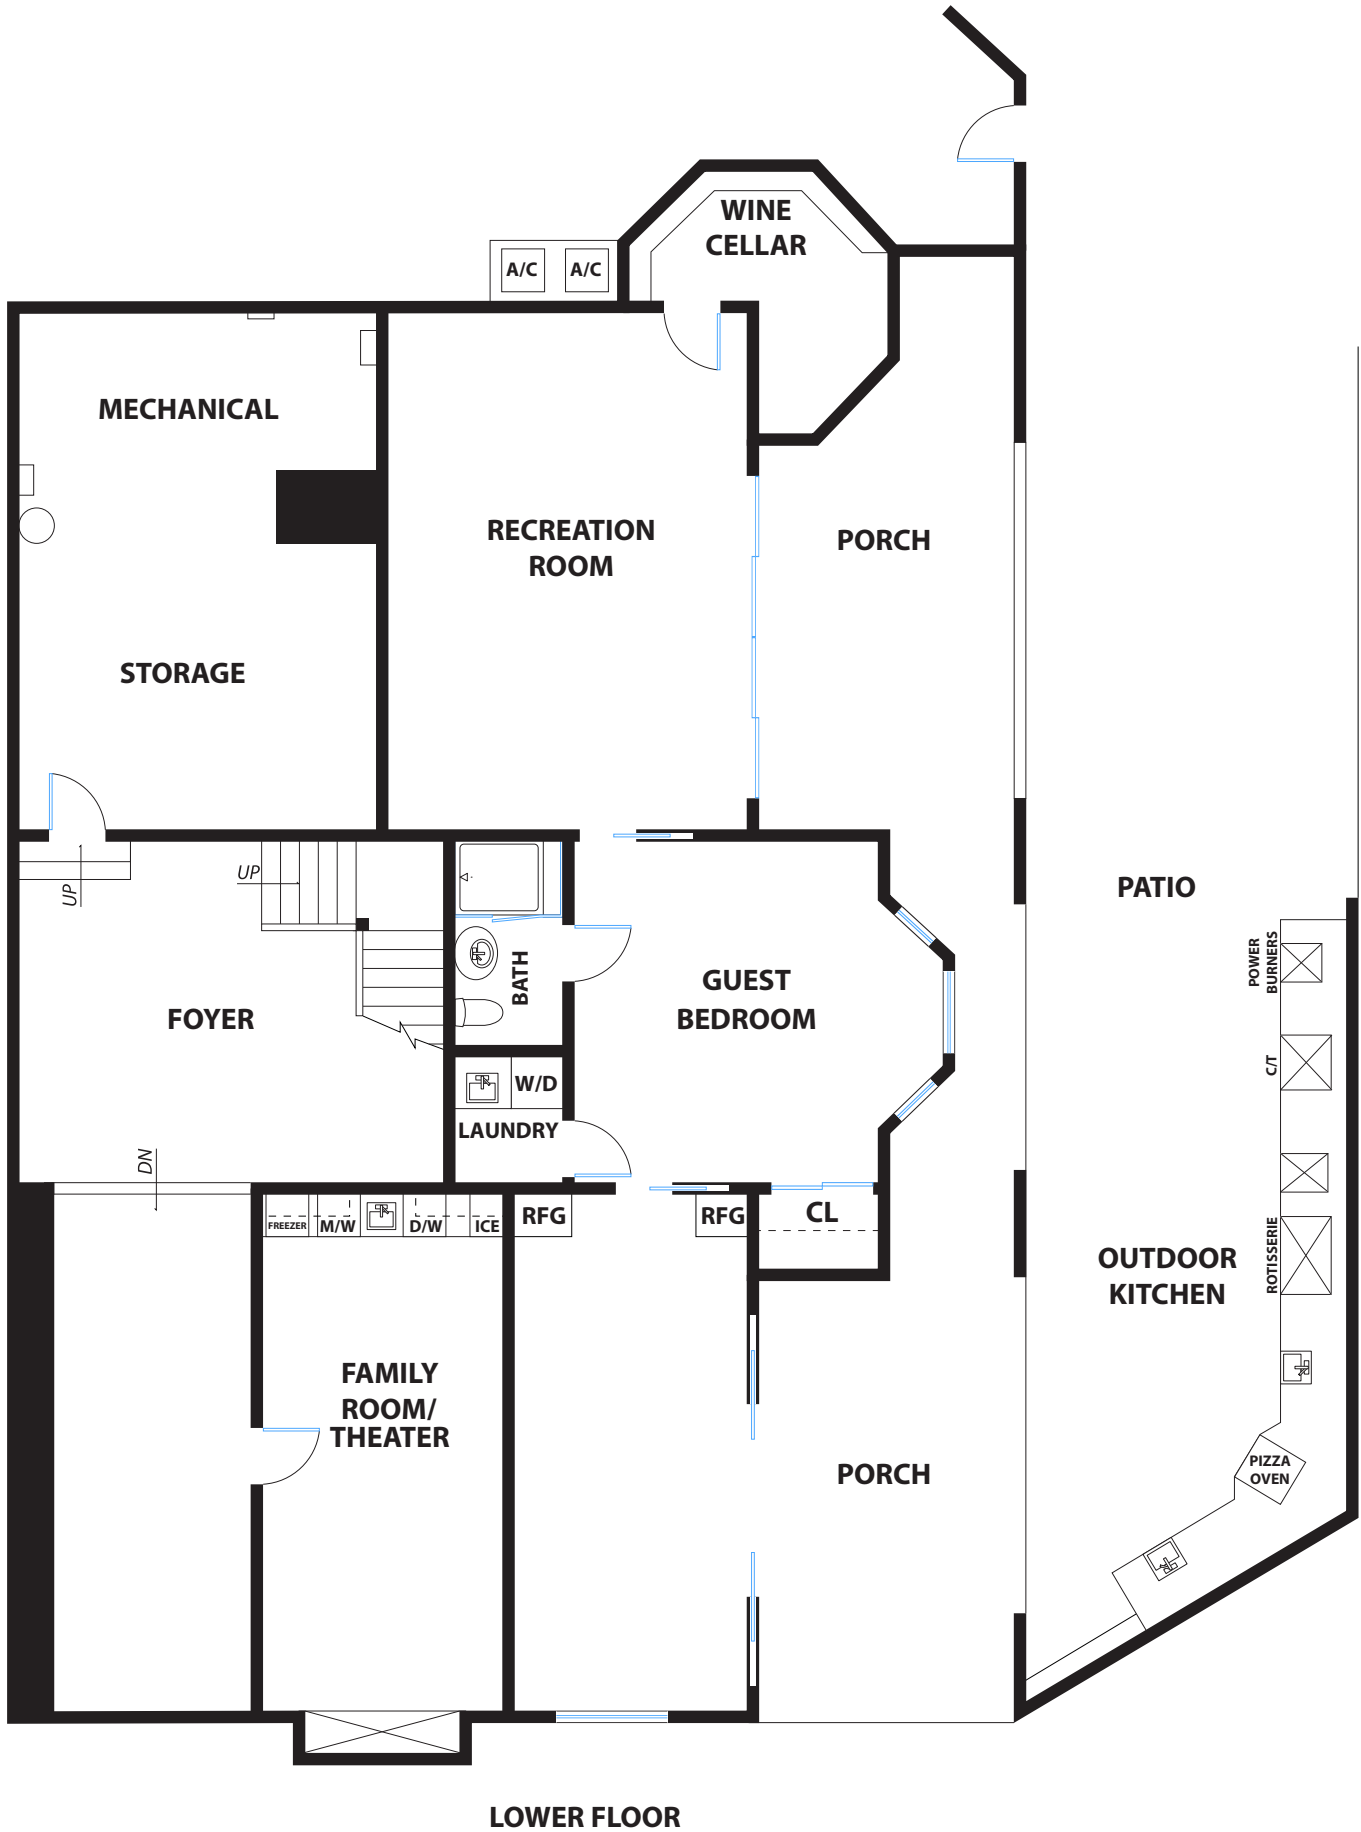 WINE
CELLAR
A/C
A/C
MECHANICAL
RECREATION
ROOM
PORCH
STORAGE
UP
UP
PATIO
POWER
BURNERS
BATH
GUEST
BEDROOM
FOYER
C/T
W/D
LAUNDRY
DN
FREEZER
M/W
D/W
ICE
RFG
RFG
CL
ROTISSERIE
OUTDOOR
KITCHEN
FAMILY
ROOM/
THEATER
PORCH
PIZZA
OVEN
LOWER FLOOR